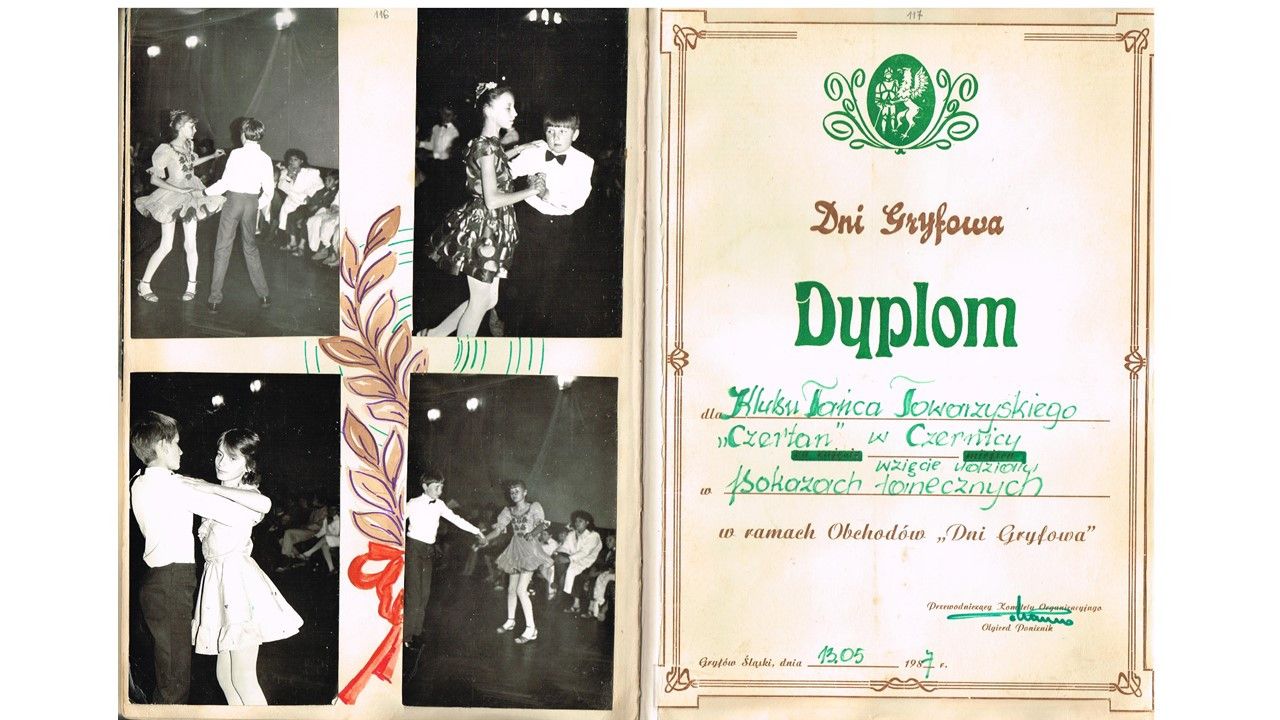 116
117
Dni Gryfowa
Dyplom
dla Klubu Tańca Towarzyskiego
„Czertan" w Czernicy
wzięcie udziału
w Pokazach tanecznych
w ramach Obchodów „Dni Gryfowa”
Przewodniczący Komitetu Organizacyjnego
Olgierd Poniźnik
Gryfów Śląski, dnia 13.05 1987 r.